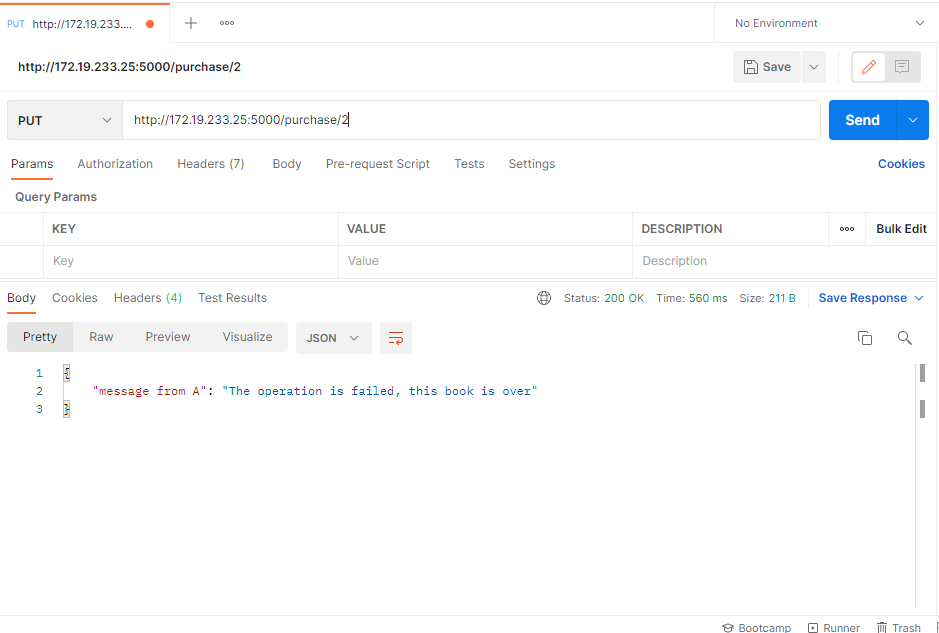 PUT http://172.19.233.... No Environment
http://172.19.233.25:5000/purchase/2 Save
PUT http://172.19.233.25:5000/purchase/2 Send
Params Authorization Headers (7) Body Pre-request Script Tests Settings Cookies
Query Params
KEY VALUE DESCRIPTION Bulk Edit
Key Value Description
Body Cookies Headers (4) Test Results Status: 200 OK Time: 560 ms Size: 211 B Save Response
Pretty Raw Preview Visualize JSON
1 {
2 "message from A": "The operation is failed, this book is over"
3 }
Bootcamp Runner Trash